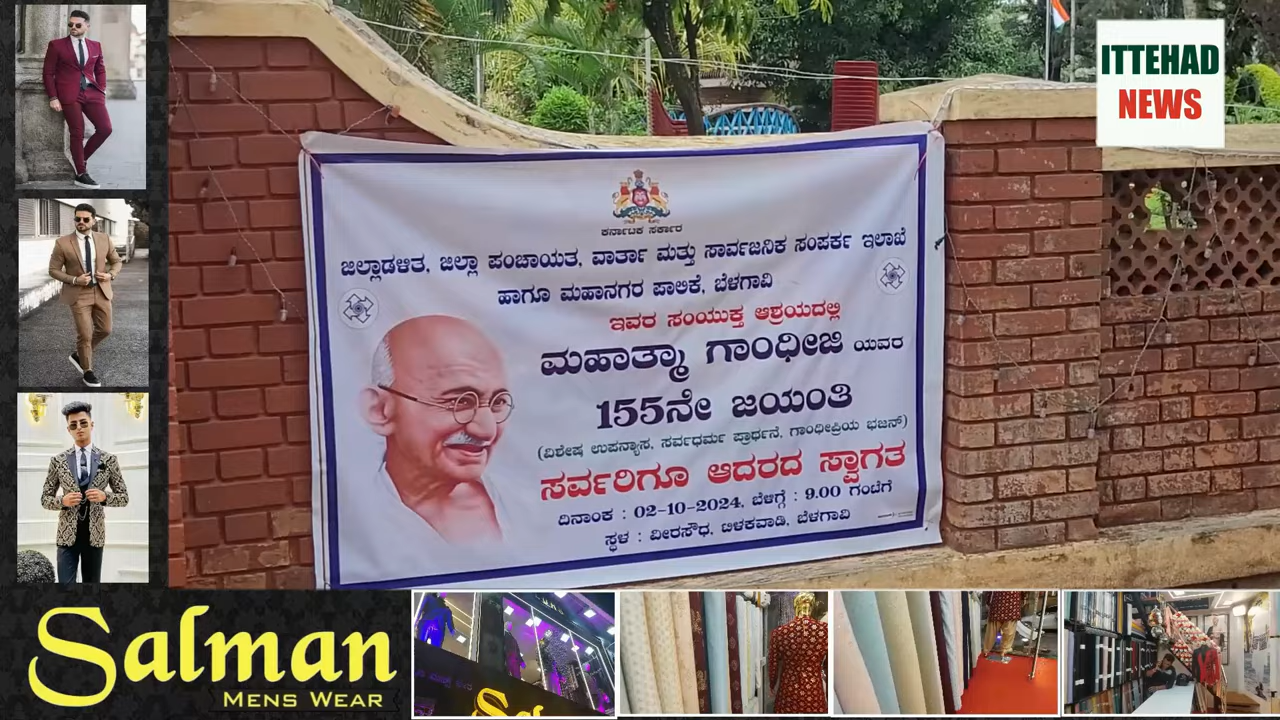 ITTEHAD
NEWS
ಕರ್ನಾಟಕ ಸರ್ಕಾರ
ಜಿಲ್ಲಾಡಳಿತ, ಜಿಲ್ಲಾ ಪಂಚಾಯತ, ವಾರ್ತಾ ಮತ್ತು ಸಾರ್ವಜನಿಕ ಸಂಪರ್ಕ ಇಲಾಖೆ
ಹಾಗೂ ಮಹಾನಗರ ಪಾಲಿಕೆ, ಬೆಳಗಾವಿ
ಇವರ ಸಂಯುಕ್ತ ಆಶ್ರಯದಲ್ಲಿ
ಮಹಾತ್ಮಾ ಗಾಂಧೀಜಿ ಯವರ
155ನೇ ಜಯಂತಿ
(ವಿಶೇಷ ಉಪನ್ಯಾಸ, ಸರ್ವಧರ್ಮ ಪ್ರಾರ್ಥನೆ, ಗಾಂಧೀಪ್ರಿಯ ಭಜನ್)
ಸರ್ವರಿಗೂ ಆದರದ ಸ್ವಾಗತ
ದಿನಾಂಕ : 02-10-2024, ಬೆಳಿಗ್ಗೆ : 9.00 ಗಂಟೆಗೆ
ಸ್ಥಳ : ವೀರಸೌಧ, ಟಿಳಕವಾಡಿ, ಬೆಳಗಾವಿ
Salman
MENS WEAR
Salman